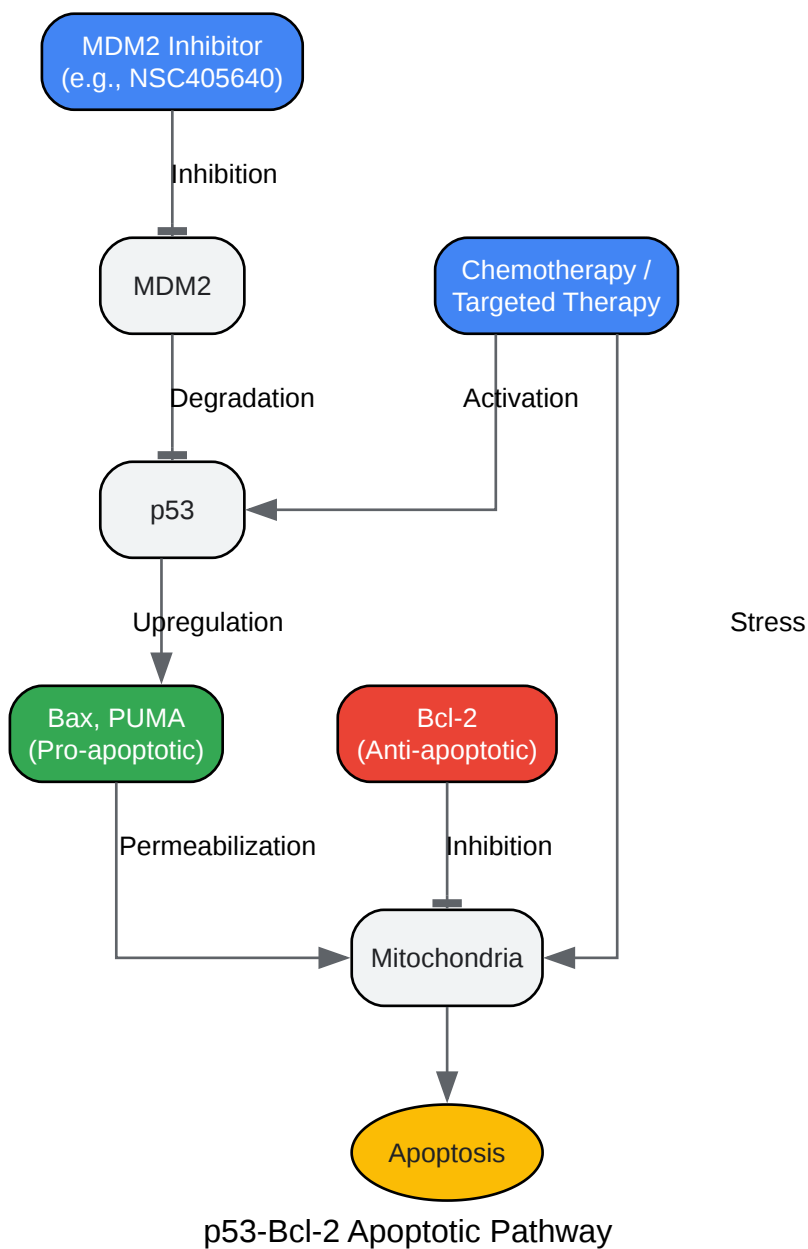 MDM2 Inhibitor
(e.g., NSC405640)
Inhibition
MDM2
Chemotherapy /
Targeted Therapy
Degradation
Activation
p53
Upregulation
Stress
Bax, PUMA
(Pro-apoptotic)
Bcl-2
(Anti-apoptotic)
Permeabilization
Inhibition
Mitochondria
Apoptosis
p53-Bcl-2 Apoptotic Pathway